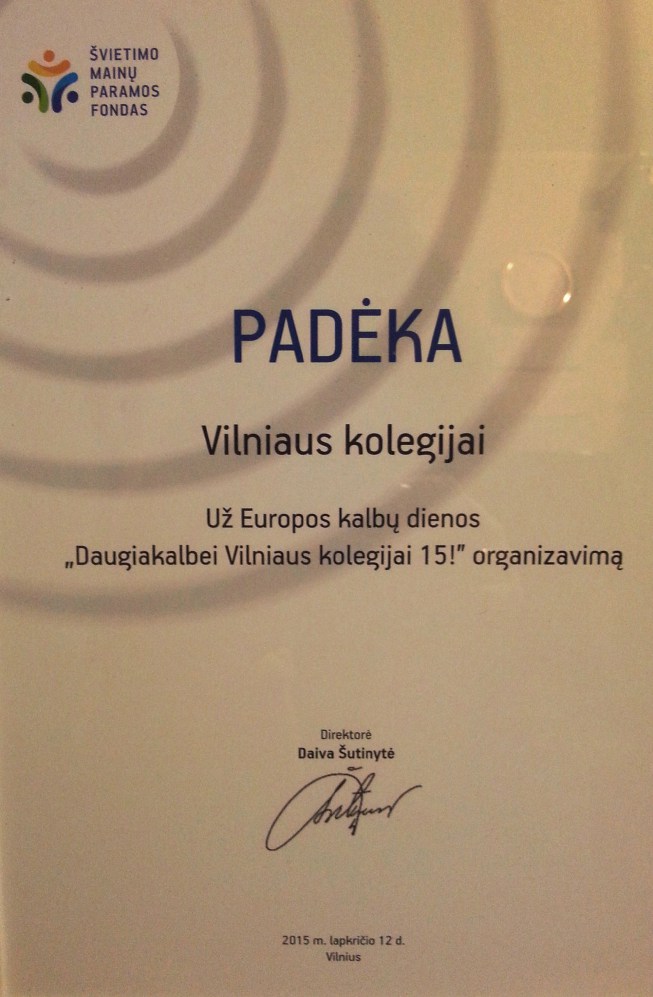 ŠVIETIMO
MAINŲ
PARAMOS
FONDAS
PADĖKA
Vilniaus kolegijai
Už Europos kalbų dienos
„Daugiakalbei Vilniaus kolegijai 15!” organizavimą
Direktorė
Daiva Šutinytė
2015 m. lapkričio 12 d.
Vilnius